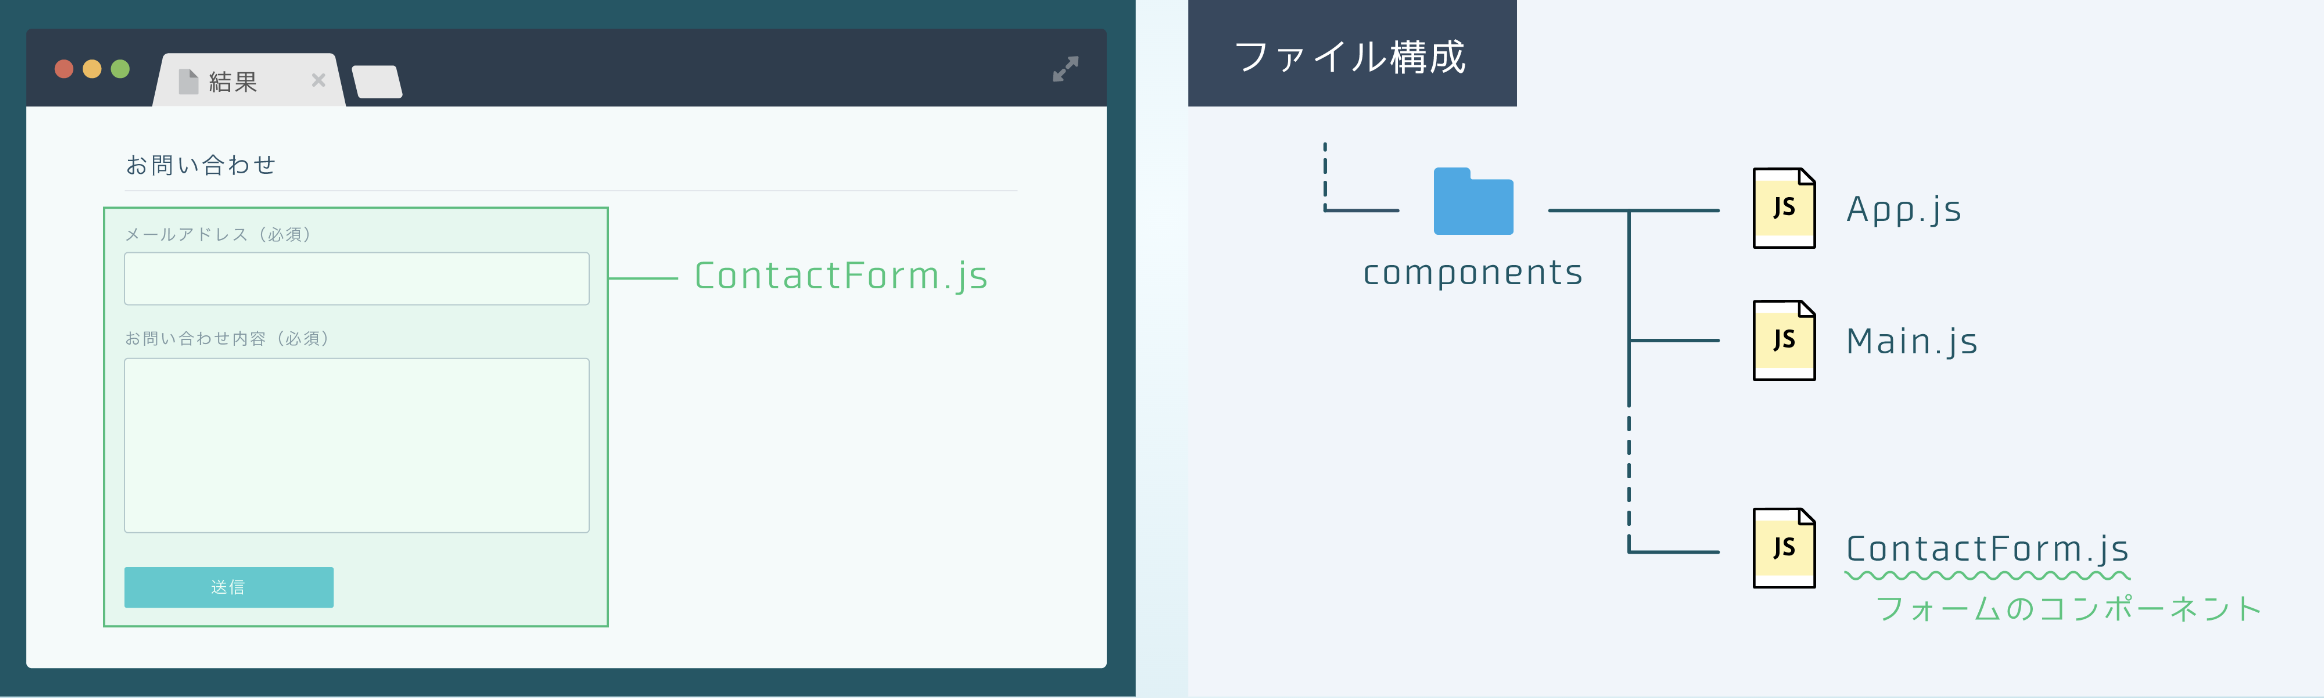 結果
お問い合わせ
メールアドレス（必須）
ContactForm.js
お問い合わせ内容（必須）
送信
ファイル構成
components
JS
App.js
JS
Main.js
JS
ContactForm.js
フォームのコンポーネント